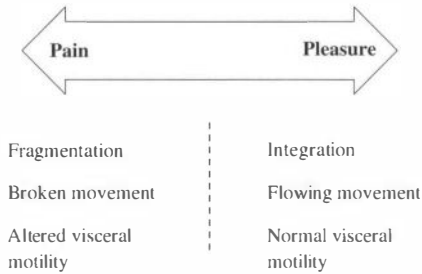 Pain Pleasure
Fragmentation Integration
Broken movement Flowing movement
Altered visceral Normal visceral
motility motility